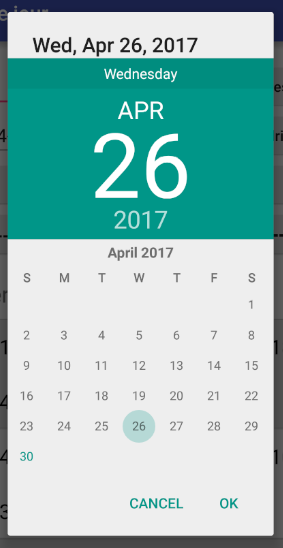 e jour
Wed, Apr 26, 2017
Wednesday
APR
26
2017
April 2017
S M T W T F S
1
2 3 4 5 6 7 8
9 10 11 12 13 14 15
16 17 18 19 20 21 22
23 24 25 26 27 28 29
30
CANCEL OK